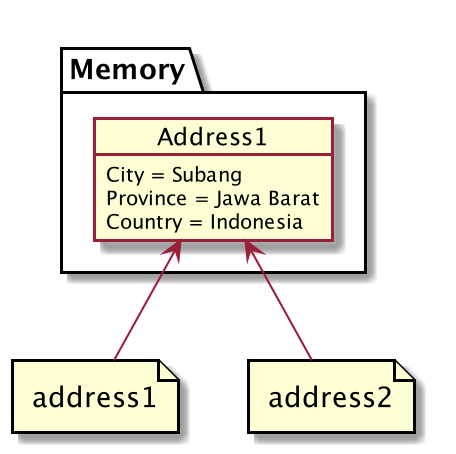 Memory
Address1
City = Subang
Province = Jawa Barat
Country = Indonesia
address1
address2